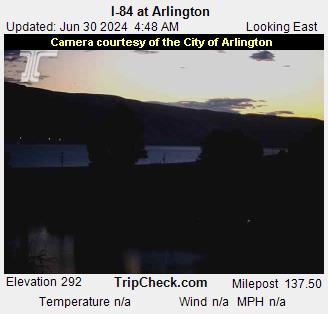 I-84 at Arlington
Updated: Jun 30 2024 4:48 AM Looking East
Camera courtesy of the City of Arlington
Elevation 292 TripCheck.com Milepost 137.50
Temperature n/a Wind n/a MPH n/a